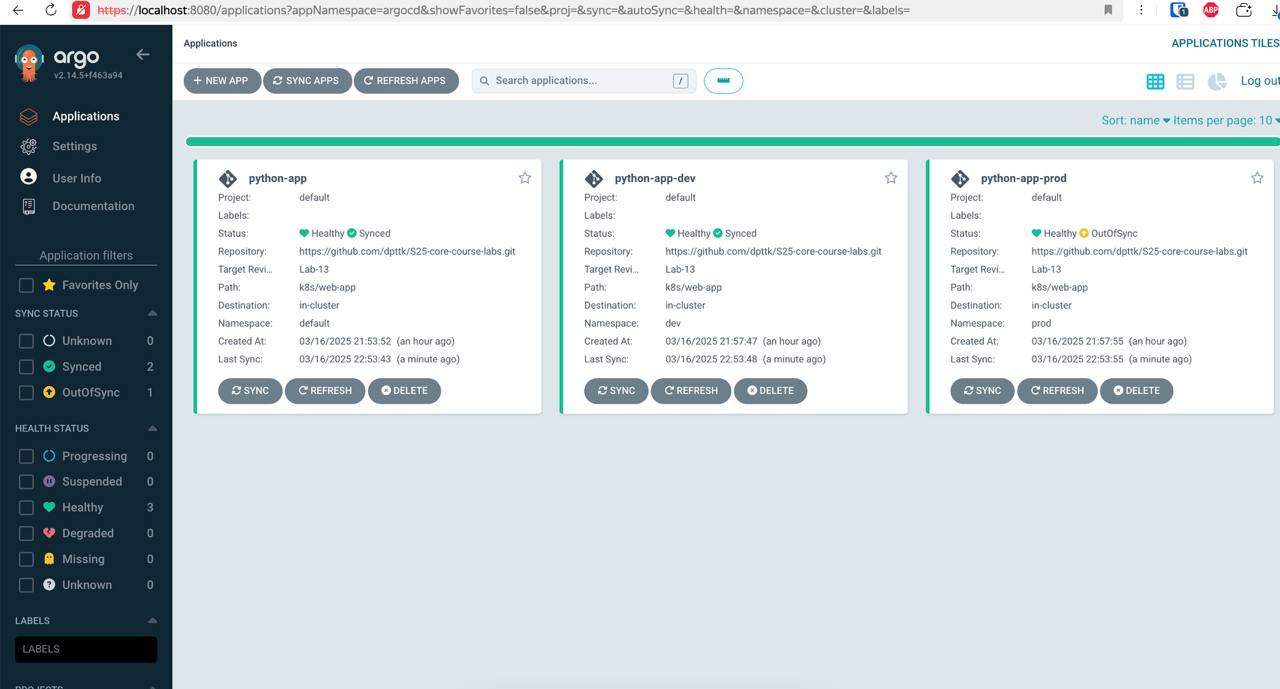 https://localhost:8080/applications?appNamespace=argocd&showFavorites=false&proj=&sync=&autoSync=&health=&namespace=&cluster=&labels=
1
ABP
argo
v2.14.5+f463a94
Applications
Settings
User Info
Documentation
Application filters
Favorites Only
SYNC STATUS
Unknown 0
Synced 2
OutOfSync 1
HEALTH STATUS
Progressing 0
Suspended 0
Healthy 3
Degraded 0
Missing 0
Unknown 0
LABELS
LABELS
PROJECTS
Applications
APPLICATIONS TILES
+ NEW APP
SYNC APPS
REFRESH APPS
Search applications...
/
Log out
Sort: name Items per page: 10
python-app
Project: default
Labels:
Status: Healthy Synced
Repository: https://github.com/dpttk/S25-core-course-labs.git
Target Revi... Lab-13
Path: k8s/web-app
Destination: in-cluster
Namespace: default
Created At: 03/16/2025 21:53:52 (an hour ago)
Last Sync: 03/16/2025 22:53:43 (a minute ago)
SYNC REFRESH DELETE
python-app-dev
Project: default
Labels:
Status: Healthy Synced
Repository: https://github.com/dpttk/S25-core-course-labs.git
Target Revi... Lab-13
Path: k8s/web-app
Destination: in-cluster
Namespace: dev
Created At: 03/16/2025 21:57:47 (an hour ago)
Last Sync: 03/16/2025 22:53:48 (a minute ago)
SYNC REFRESH DELETE
python-app-prod
Project: default
Labels:
Status: Healthy OutOfSync
Repository: https://github.com/dpttk/S25-core-course-labs.git
Target Revi... Lab-13
Path: k8s/web-app
Destination: in-cluster
Namespace: prod
Created At: 03/16/2025 21:57:55 (an hour ago)
Last Sync: 03/16/2025 22:53:55 (a minute ago)
SYNC REFRESH DELETE